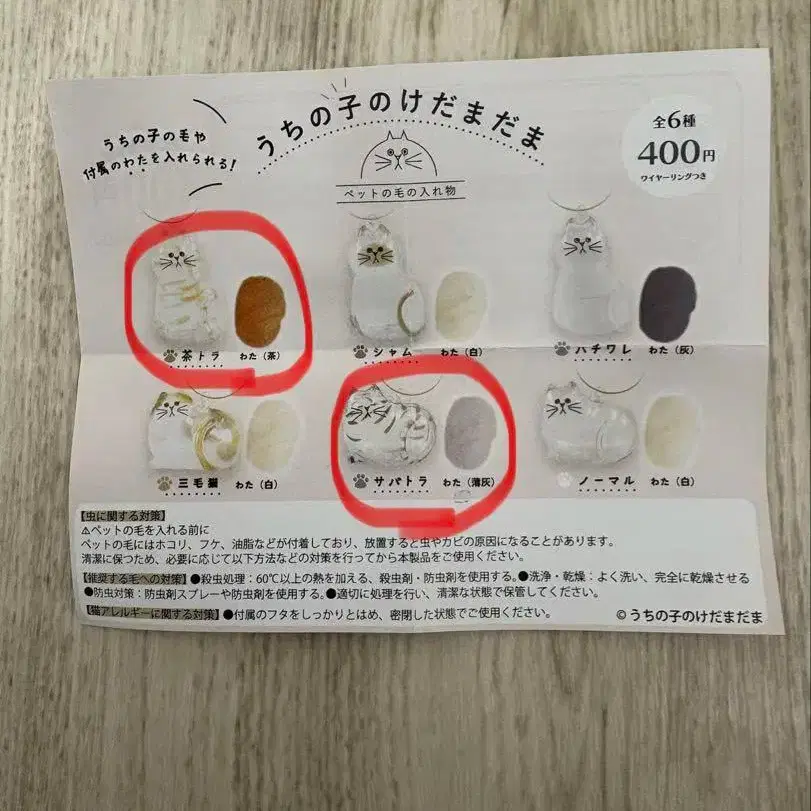 うちの子の毛や
付属のわたを入れられる!
うちの子のけだまだま
ペットの毛の入れ物
全6種
400円
ワイヤーリングつき
茶トラ わた(茶)
シャム わた(白)
ハチワレ わた(灰)
三毛猫 わた(白)
サバトラ わた(薄灰)
ノーマル わた(白)
【虫に関する対策】
⚠ペットの毛を入れる前に
ペットの毛にはホコリ、フケ、油脂などが付着しており、放置すると虫やカビの原因になることがあります。
清潔に保つため、必要に応じて以下方法などの対策を行ってから本製品をご使用ください。
【推奨する毛への対策】●殺虫処理:60℃以上の熱を加える、殺虫剤・防虫剤を使用する。●洗浄・乾燥:よく洗い、完全に乾燥させる
●防虫対策:防虫剤スプレーや防虫剤を使用する。●適切に処理を行い、清潔な状態で保管してください。
【猫アレルギーに関する対策】●付属のフタをしっかりとはめ、密閉した状態でご使用ください。
©うちの子のけだまだま